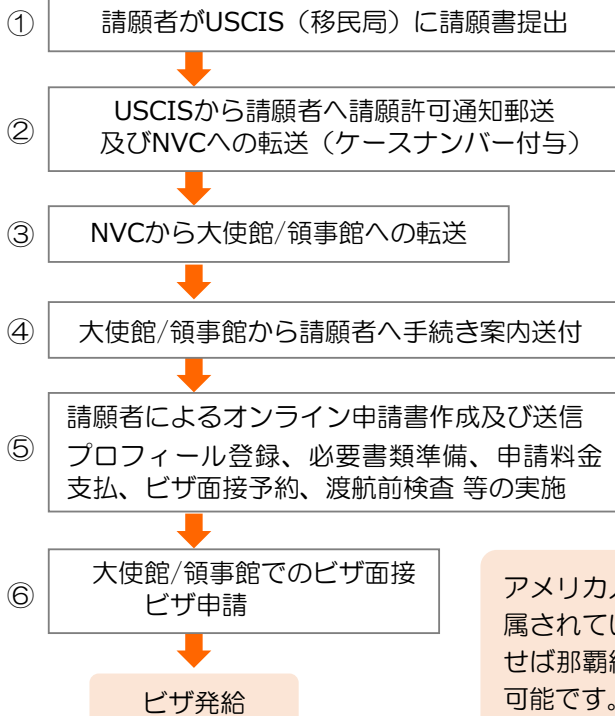 ① 請願者がUSCIS（移民局）に請願書提出
② USCISから請願者へ請願許可通知郵送
及びNVCへの転送（ケースナンバー付与）
③ NVCから大使館/領事館への転送
④ 大使館/領事館から請願者へ手続き案内送付
⑤ 請願者によるオンライン申請書作成及び送信
プロフィール登録、必要書類準備、申請料金
支払、ビザ面接予約、渡航前検査 等の実施
⑥ 大使館/領事館でのビザ面接
ビザ申請
ビザ発給
アメリカ
属されてい
せば那覇
可能です。